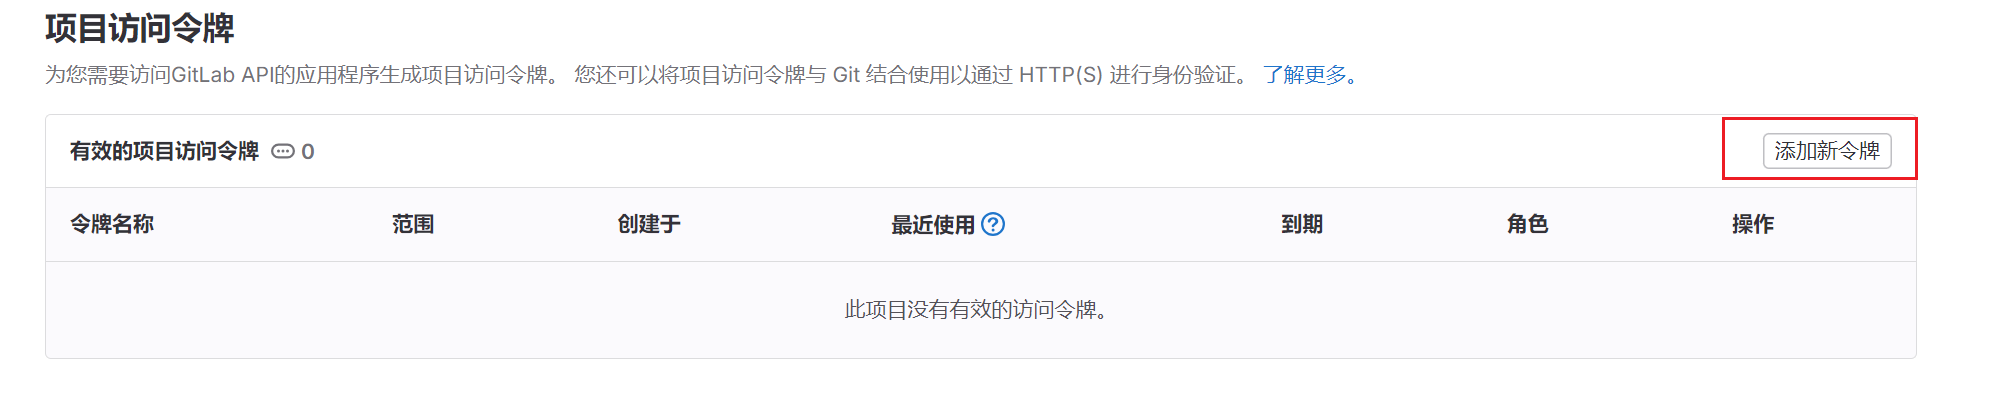 项目访问令牌
为您需要访问GitLab API的应用程序生成项目访问令牌。 您还可以将项目访问令牌与 Git 结合使用以通过 HTTP(S) 进行身份验证。 了解更多。
有效的项目访问令牌 0 添加新令牌
令牌名称 范围 创建于 最近使用 ? 到期 角色 操作
此项目没有有效的访问令牌。